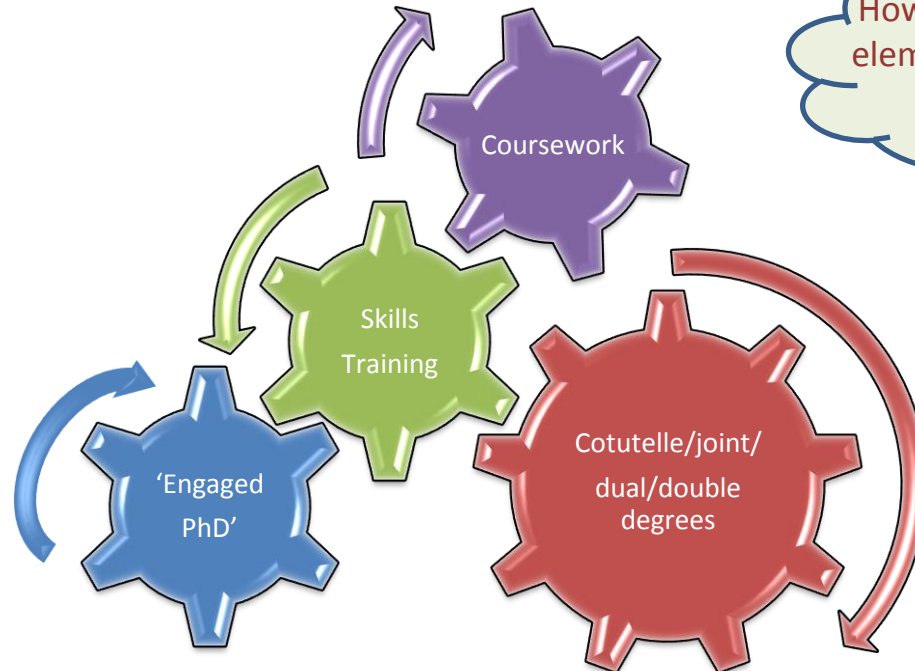 How
elem
Coursework
Skills
Training
Cotutelle/joint/
dual/double
degrees
‘Engaged
PhD’